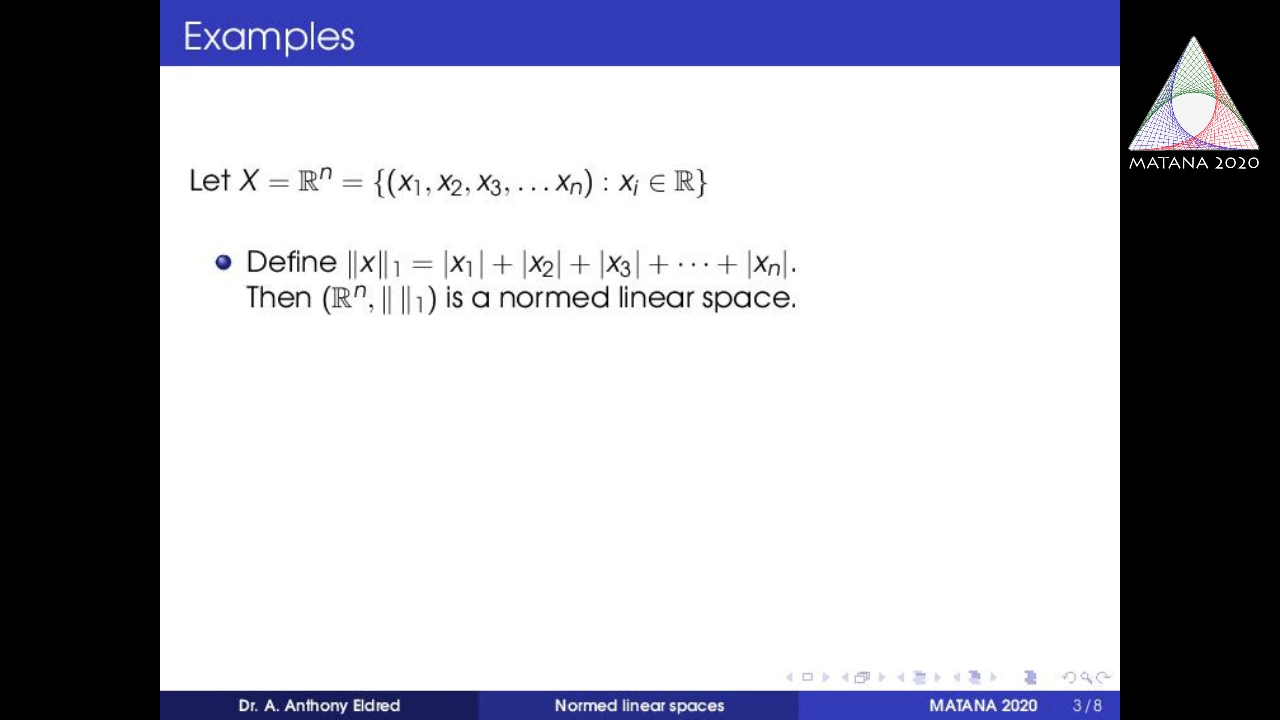 Examples
MATANA 2020
Let X = ℝⁿ = {(x₁, x₂, x₃, … xₙ) : xᵢ ∈ ℝ}
Define ‖x‖₁ = |x₁| + |x₂| + |x₃| + ⋯ + |xₙ|.
Then (ℝⁿ, ‖ ‖₁) is a normed linear space.
Dr. A. Anthony Eldred Normed linear spaces MATANA 2020 3 / 8